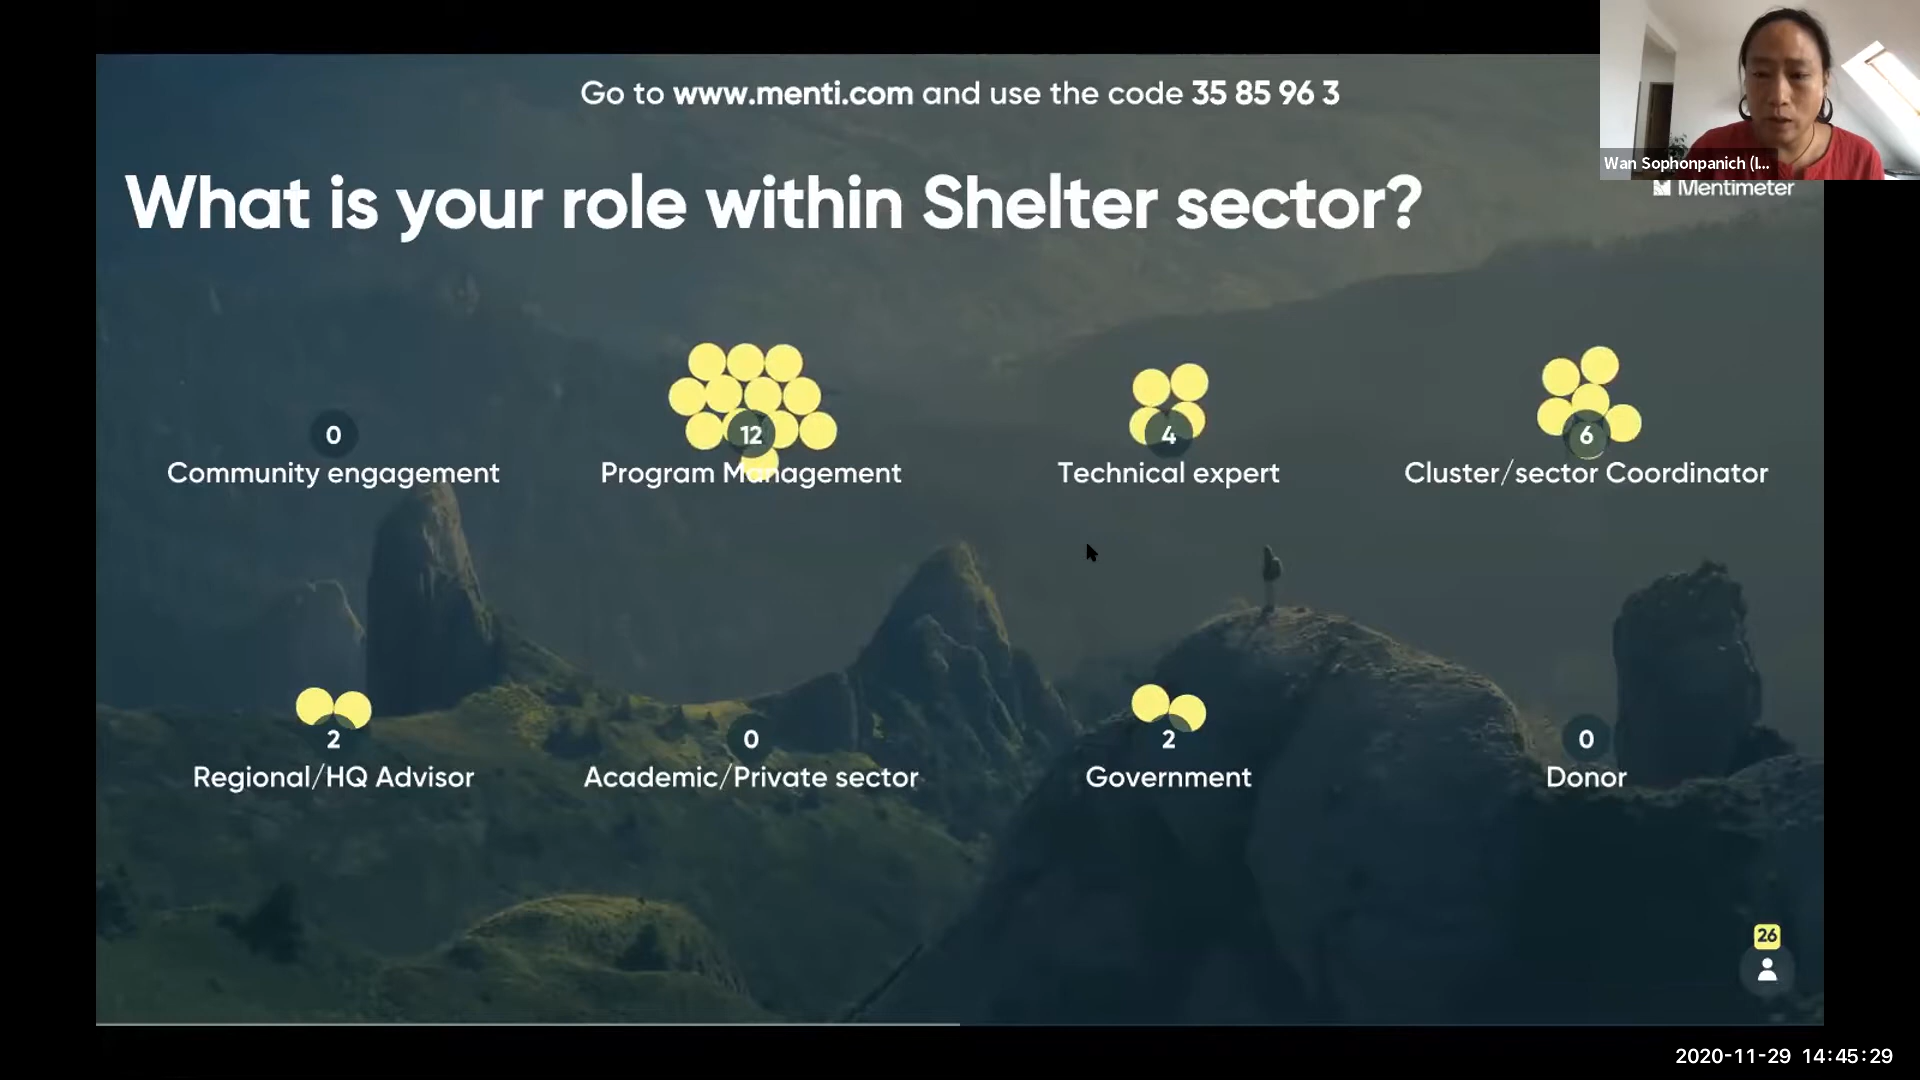 Go to www.menti.com and use the code 35 85 96 3
Wan Sophonpanich (I...
What is your role within Shelter sector?
Mentimeter
0
12
4
6
Community engagement
Program Management
Technical expert
Cluster/sector Coordinator
2
0
2
0
Regional/HQ Advisor
Academic/Private sector
Government
Donor
26
2020-11-29 14:45:29